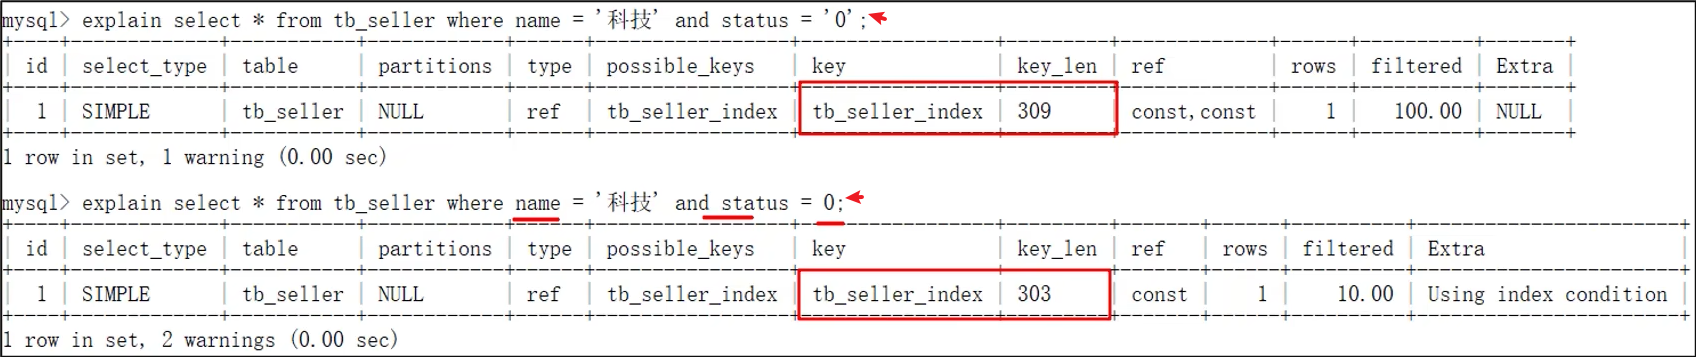 mysql> explain select * from tb_seller where name = '科技' and status = '0';
+----+-------------+-----------+------------+------+-----------------+-----------------+---------+-------------+------+----------+-------+
| id | select_type | table | partitions | type | possible_keys | key | key_len | ref | rows | filtered | Extra |
+----+-------------+-----------+------------+------+-----------------+-----------------+---------+-------------+------+----------+-------+
| 1 | SIMPLE | tb_seller | NULL | ref | tb_seller_index | tb_seller_index | 309 | const,const | 1 | 100.00 | NULL |
+----+-------------+-----------+------------+------+-----------------+-----------------+---------+-------------+------+----------+-------+
1 row in set, 1 warning (0.00 sec)
mysql> explain select * from tb_seller where name = '科技' and status = 0;
+----+-------------+-----------+------------+------+-----------------+-----------------+---------+-------+------+----------+-----------------------+
| id | select_type | table | partitions | type | possible_keys | key | key_len | ref | rows | filtered | Extra |
+----+-------------+-----------+------------+------+-----------------+-----------------+---------+-------+------+----------+-----------------------+
| 1 | SIMPLE | tb_seller | NULL | ref | tb_seller_index | tb_seller_index | 303 | const | 1 | 10.00 | Using index condition |
+----+-------------+-----------+------------+------+-----------------+-----------------+---------+-------+------+----------+-----------------------+
1 row in set, 2 warnings (0.00 sec)